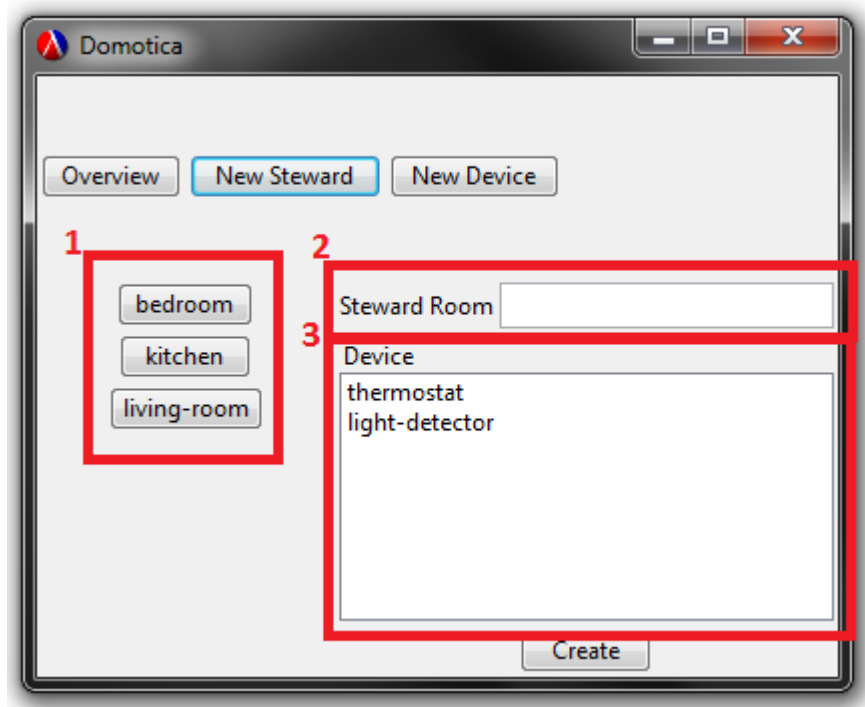 Domotica
Overview New Steward New Device
1
bedroom
kitchen
living-room
2
Steward Room
3
Device
thermostat
light-detector
Create